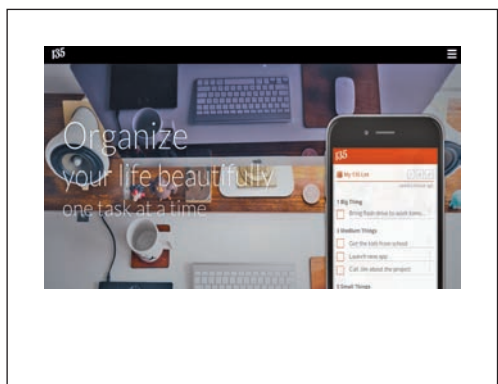 135
Organize
your life beautifully
one task at a time
135
My 135 List
1 Big Thing
Bring flash drive to work tomo...
3 Medium Things
Get the kids from school
Launch new app
Call Jille about the project
5 Small Things